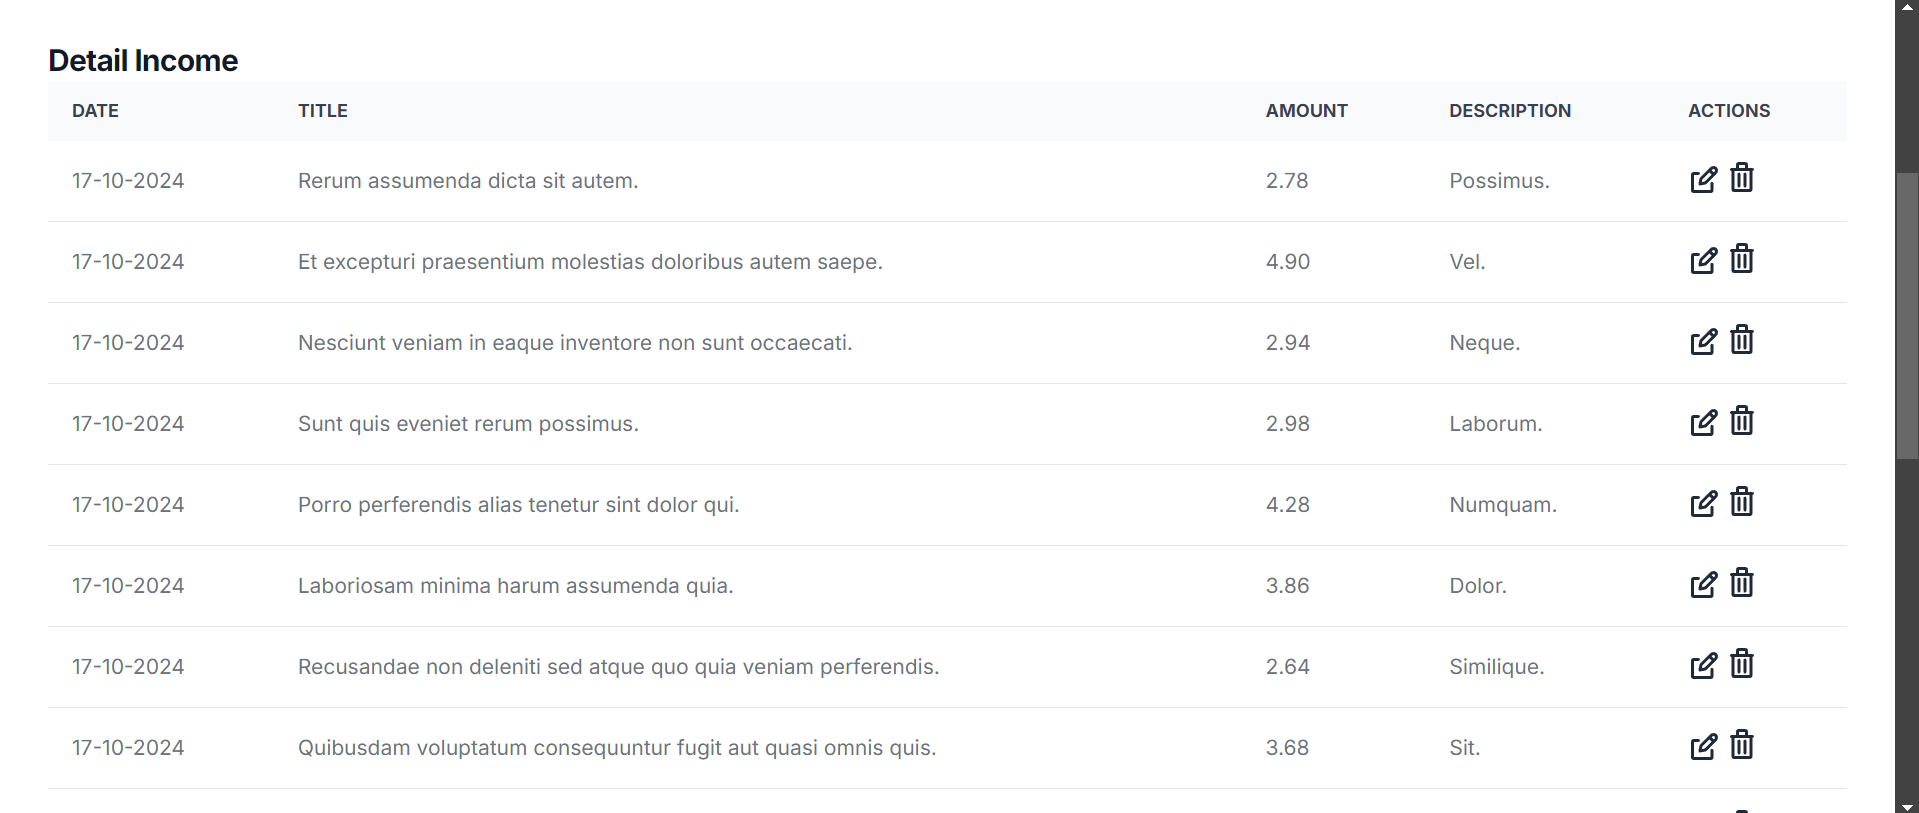 Detail Income
DATE TITLE AMOUNT DESCRIPTION ACTIONS
17-10-2024 Rerum assumenda dicta sit autem. 2.78 Possimus.
17-10-2024 Et excepturi praesentium molestias doloribus autem saepe. 4.90 Vel.
17-10-2024 Nesciunt veniam in eaque inventore non sunt occaecati. 2.94 Neque.
17-10-2024 Sunt quis eveniet rerum possimus. 2.98 Laborum.
17-10-2024 Porro perferendis alias tenetur sint dolor qui. 4.28 Numquam.
17-10-2024 Laboriosam minima harum assumenda quia. 3.86 Dolor.
17-10-2024 Recusandae non deleniti sed atque quo quia veniam perferendis. 2.64 Similique.
17-10-2024 Quibusdam voluptatum consequuntur fugit aut quasi omnis quis. 3.68 Sit.